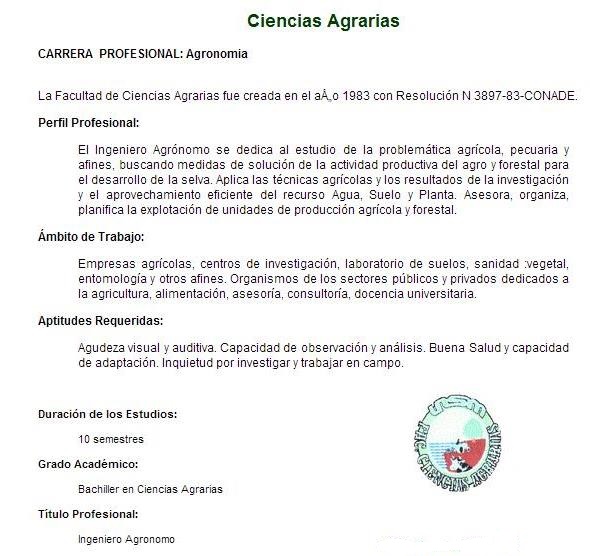 Ciencias Agrarias
CARRERA PROFESIONAL: Agronomia
La Facultad de Ciencias Agrarias fue creada en el aÃ„o 1983 con Resolución N 3897-83-CONADE.
Perfil Profesional:
El Ingeniero Agrónomo se dedica al estudio de la problemática agrícola, pecuaria y
afines, buscando medidas de solución de la actividad productiva del agro y forestal para
el desarrollo de la selva. Aplica las técnicas agrícolas y los resultados de la investigación
y el aprovechamiento eficiente del recurso Agua, Suelo y Planta. Asesora, organiza,
planifica la explotación de unidades de producción agrícola y forestal.
Ámbito de Trabajo:
Empresas agrícolas, centros de investigación, laboratorio de suelos, sanidad :vegetal,
entomología y otros afines. Organismos de los sectores públicos y privados dedicados a
la agricultura, alimentación, asesoría, consultoría, docencia universitaria.
Aptitudes Requeridas:
Agudeza visual y auditiva. Capacidad de observación y análisis. Buena Salud y capacidad
de adaptación. Inquietud por investigar y trabajar en campo.
Duración de los Estudios:
10 semestres
Grado Académico:
Bachiller en Ciencias Agrarias
Título Profesional:
Ingeniero Agronomo
FAC. CIENCIAS AGRARIAS